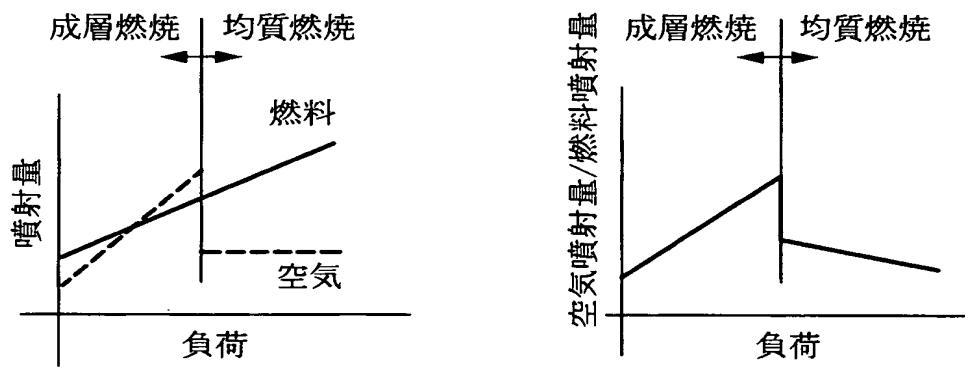 成層燃焼 均質燃焼
燃料
噴射量
空気
負荷
成層燃焼 均質燃焼
空気噴射量/燃料噴射量
負荷